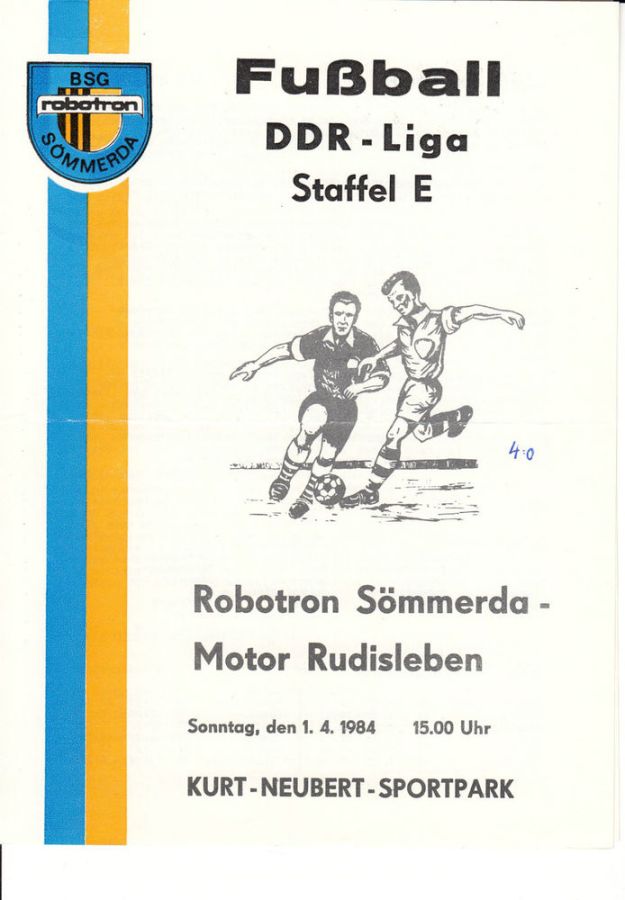 BSG
robotron
SÖMMERDA
Fußball
DDR-Liga
Staffel E
4:0
Robotron Sömmerda -
Motor Rudisleben
Sonntag, den 1. 4. 1984 15.00 Uhr
KURT-NEUBERT-SPORTPARK